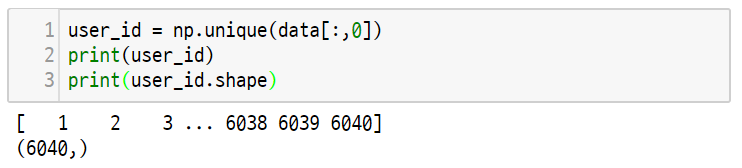 1 user_id = np.unique(data[:,0])
2 print(user_id)
3 print(user_id.shape)
[   1    2    3 ... 6038 6039 6040]
(6040,)